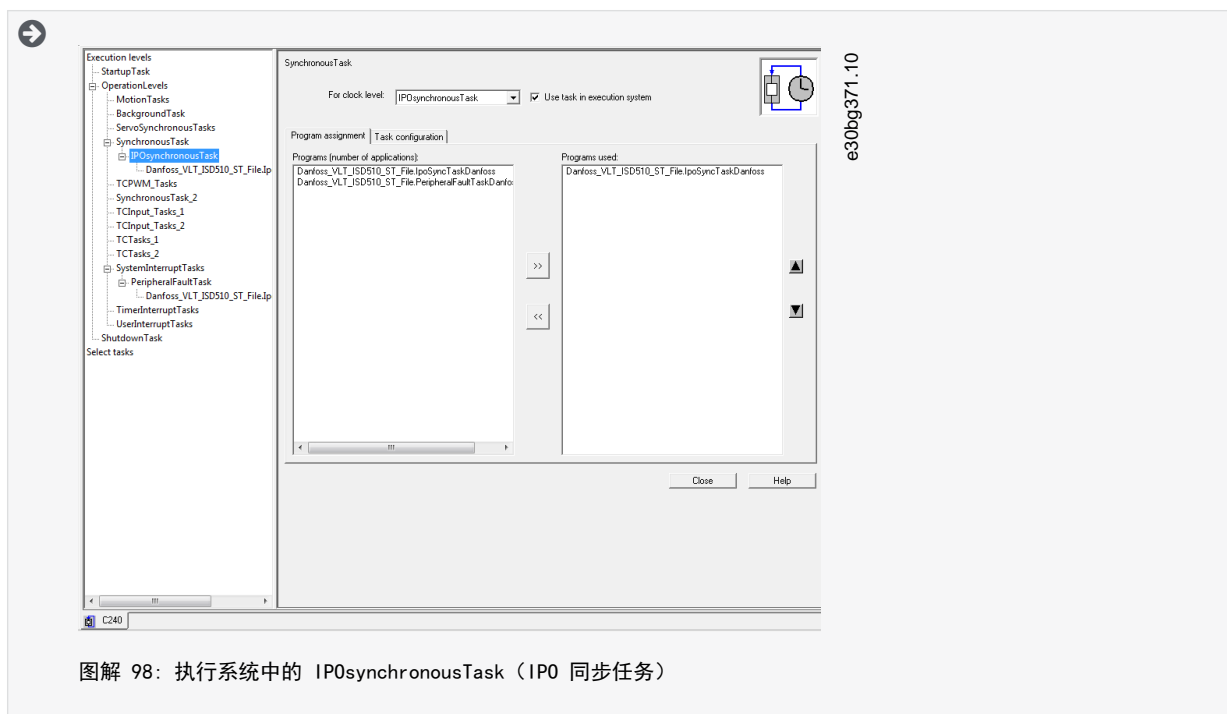 Execution levels
StartupTask
OperationLevels
MotionTasks
BackgroundTask
ServoSynchronousTasks
SynchronousTask
IPOsynchronousTask
Danfoss_VLT_ISD510_ST_File.Ip
TCPWM_Tasks
SynchronousTask_2
TCInput_Tasks_1
TCInput_Tasks_2
TCTasks_1
TCTasks_2
SystemInterruptTasks
PeripheralFaultTask
Danfoss_VLT_ISD510_ST_File.Ip
TimerInterruptTasks
UserInterruptTasks
ShutdownTask
Select tasks
SynchronousTask
For clock level: IPOsynchronousTask Use task in execution system
Program assignment Task configuration
Programs (number of applications):
Danfoss_VLT_ISD510_ST_File.IpoSyncTaskDanfoss
Danfoss_VLT_ISD510_ST_File.PeripheralFaultTaskDanfo
>>
<<
Programs used:
Danfoss_VLT_ISD510_ST_File.IpoSyncTaskDanfoss
Close Help
C240
e30bg371.10
图解 98: 执行系统中的 IPOsynchronousTask（IPO 同步任务）